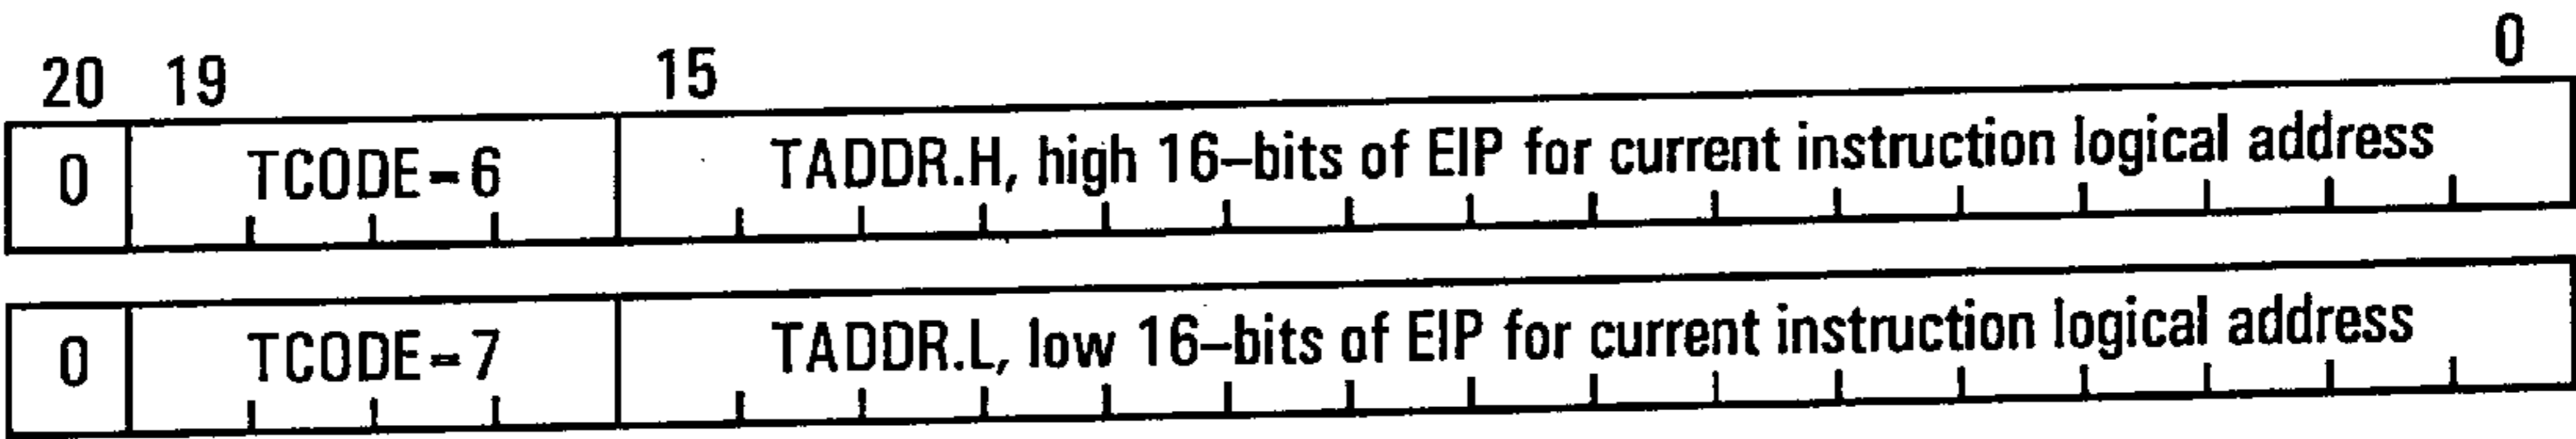 20 19 15 0
0 TCODE=6 TADDR.H, high 16–bits of EIP for current instruction logical address
0 TCODE=7 TADDR.L, low 16–bits of EIP for current instruction logical address